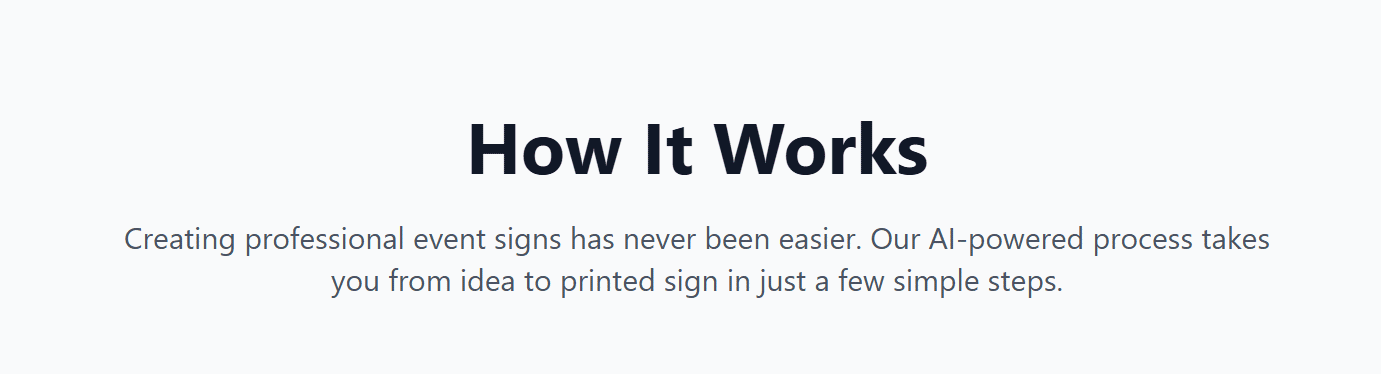 How It Works
Creating professional event signs has never been easier. Our AI-powered process takes
you from idea to printed sign in just a few simple steps.